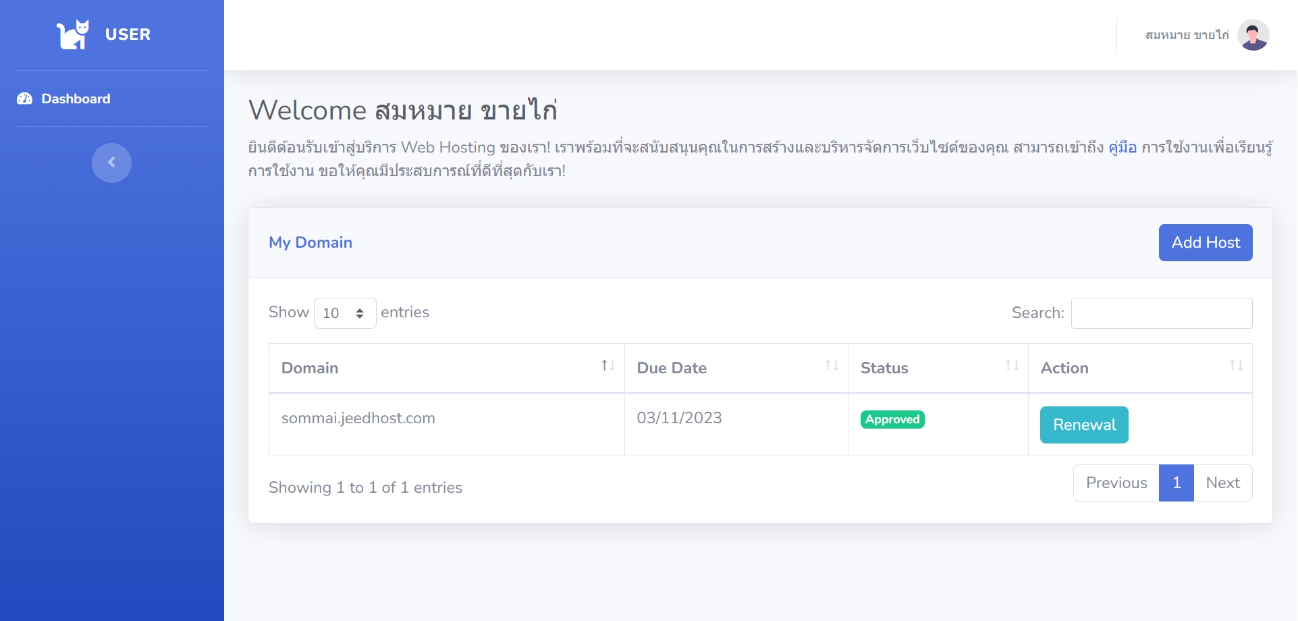 USER
สมหมาย ขายไก่
Dashboard
Welcome สมหมาย ขายไก่
ยินดีต้อนรับเข้าสู่บริการ Web Hosting ของเรา! เราพร้อมที่จะสนับสนุนคุณในการสร้างและบริหารจัดการเว็บไซต์ของคุณ สามารถเข้าถึง คู่มือ การใช้งานเพื่อเรียนรู้
การใช้งาน ขอให้คุณมีประสบการณ์ที่ดีที่สุดกับเรา!
My Domain
Add Host
Show 10 entries
Search:
Domain Due Date Status Action
sommai.jeedhost.com 03/11/2023 Approved Renewal
Showing 1 to 1 of 1 entries
Previous 1 Next